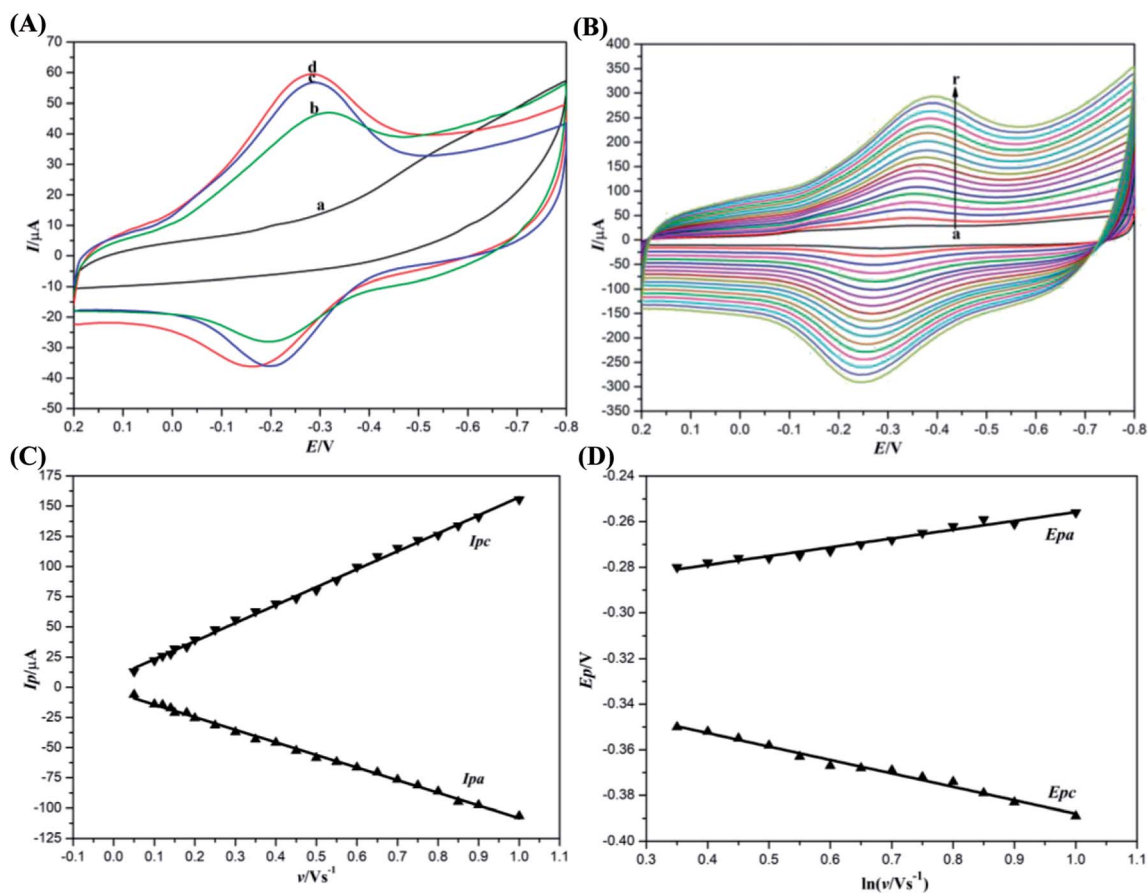 (A)
70
60
50
40
30
20
10
0
-10
-20
-30
-40
-50
I/μA
d
c
b
a
0.2 0.1 0.0 -0.1 -0.2 -0.3 -0.4 -0.5 -0.6 -0.7 -0.8
E/V
(B)
400
350
300
250
200
150
100
50
0
-50
-100
-150
-200
-250
-300
-350
I/μA
r
a
0.2 0.1 0.0 -0.1 -0.2 -0.3 -0.4 -0.5 -0.6 -0.7 -0.8
E/V
(C)
175
150
125
100
75
50
25
0
-25
-50
-75
-100
-125
Ip/μA
Ipc
Ipa
-0.1 0.0 0.1 0.2 0.3 0.4 0.5 0.6 0.7 0.8 0.9 1.0 1.1
v/Vs⁻¹
(D)
-0.24
-0.26
-0.28
-0.30
-0.32
-0.34
-0.36
-0.38
-0.40
Ep/V
Epa
Epc
0.3 0.4 0.5 0.6 0.7 0.8 0.9 1.0 1.1
ln(v/Vs⁻¹)